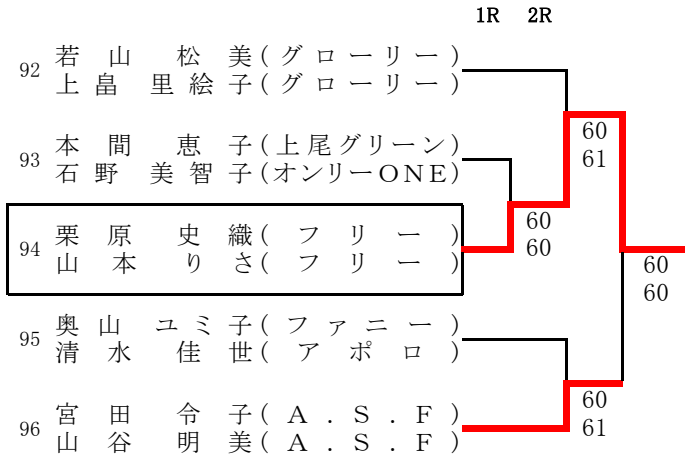 1R 2R
92 若山 松美(グローリー)
上畠 里絵子(グローリー)
60
61
93 本間 恵子(上尾グリーン)
石野 美智子(オンリーONE)
60
60
94 栗原 史織(フリー)
山本 りさ(フリー)
60
60
95 奥山 ユミ子(ファニー)
清水 佳世(アポロ)
60
61
96 宮田 令子(A.S.F)
山谷 明美(A.S.F)